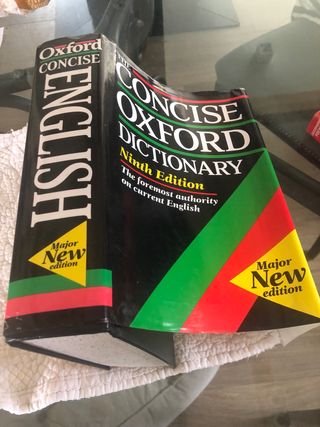 Oxford
CONCISE
ENGLISH
Major
New
edition
THE
CONCISE
OXFORD
DICTIONARY
Ninth Edition
The foremost authority
on current English
Major
New
edition